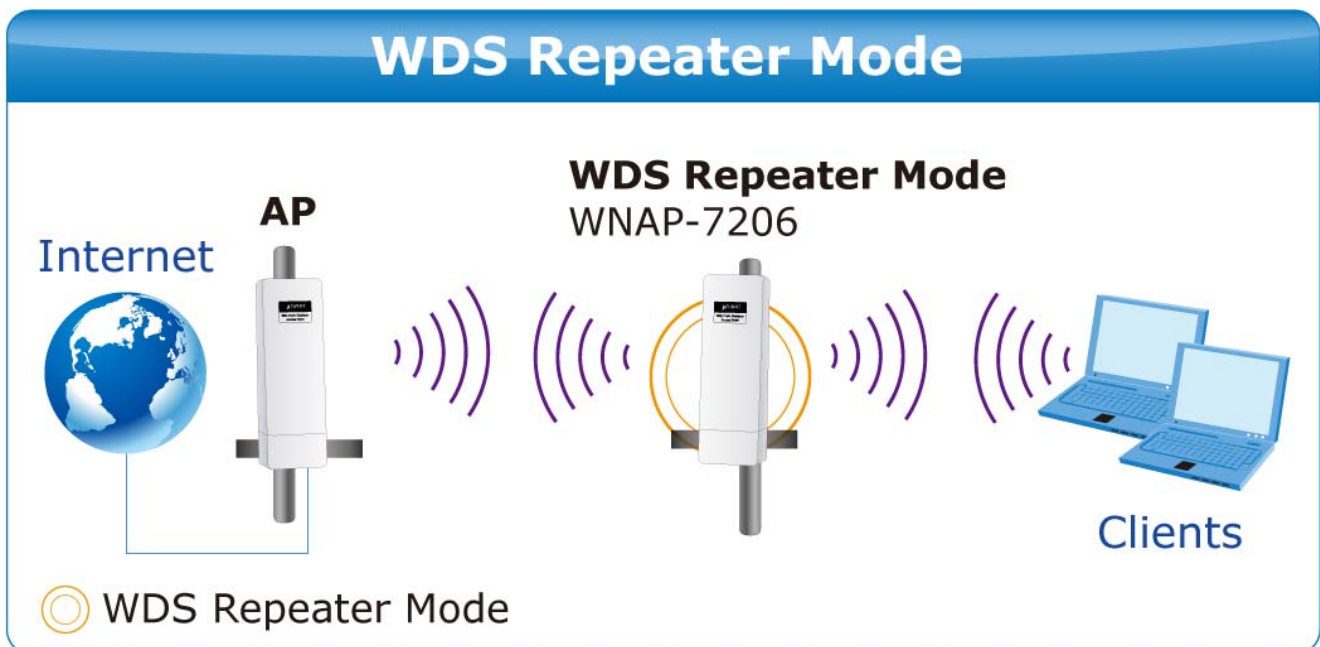 WDS Repeater Mode
WDS Repeater Mode
WNAP-7206
AP
Internet
Clients
WDS Repeater Mode